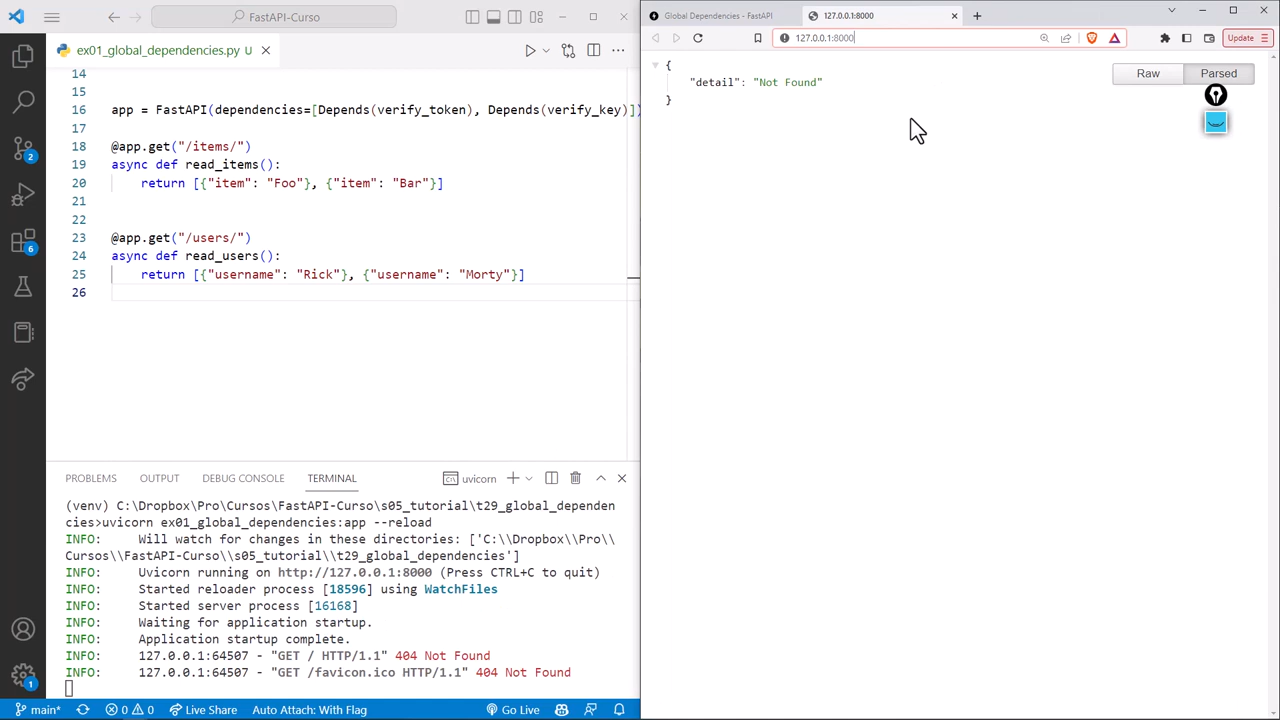 FastAPI-Curso
Global Dependencies - FastAPI
127.0.0.1:8000
ex01_global_dependencies.py U
127.0.0.1:8000
Update
14
15
16 app = FastAPI(dependencies=[Depends(verify_token), Depends(verify_key)])
17
18 @app.get("/items/")
19 async def read_items():
20 return [{"item": "Foo"}, {"item": "Bar"}]
21
22
23 @app.get("/users/")
24 async def read_users():
25 return [{"username": "Rick"}, {"username": "Morty"}]
26
2
6
1
{
"detail": "Not Found"
}
Raw
Parsed
PROBLEMS OUTPUT DEBUG CONSOLE TERMINAL uvicorn
(venv) C:\Dropbox\Pro\Cursos\FastAPI-Curso\s05_tutorial\t29_global_dependen
cies>uvicorn ex01_global_dependencies:app --reload
INFO: Will watch for changes in these directories: ['C:\\Dropbox\\Pro\\
Cursos\\FastAPI-Curso\\s05_tutorial\\t29_global_dependencies']
INFO: Uvicorn running on http://127.0.0.1:8000 (Press CTRL+C to quit)
INFO: Started reloader process [18596] using WatchFiles
INFO: Started server process [16168]
INFO: Waiting for application startup.
INFO: Application startup complete.
INFO: 127.0.0.1:64507 - "GET / HTTP/1.1" 404 Not Found
INFO: 127.0.0.1:64507 - "GET /favicon.ico HTTP/1.1" 404 Not Found
main* 0 0 Live Share Auto Attach: With Flag Go Live